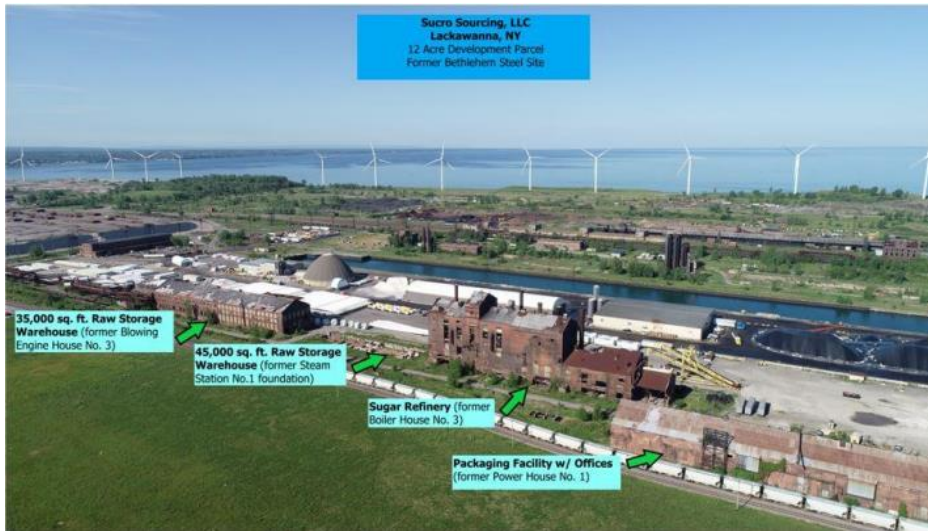 Sucro Sourcing, LLC
Lackawanna, NY
12 Acre Development Parcel
Former Bethlehem Steel Site
35,000 sq. ft. Raw Storage
Warehouse (former Blowing
Engine House No. 3)
45,000 sq. ft. Raw Storage
Warehouse (former Steam
Station No.1 foundation)
Sugar Refinery (former
Boiler House No. 3)
Packaging Facility w/ Offices
(former Power House No. 1)